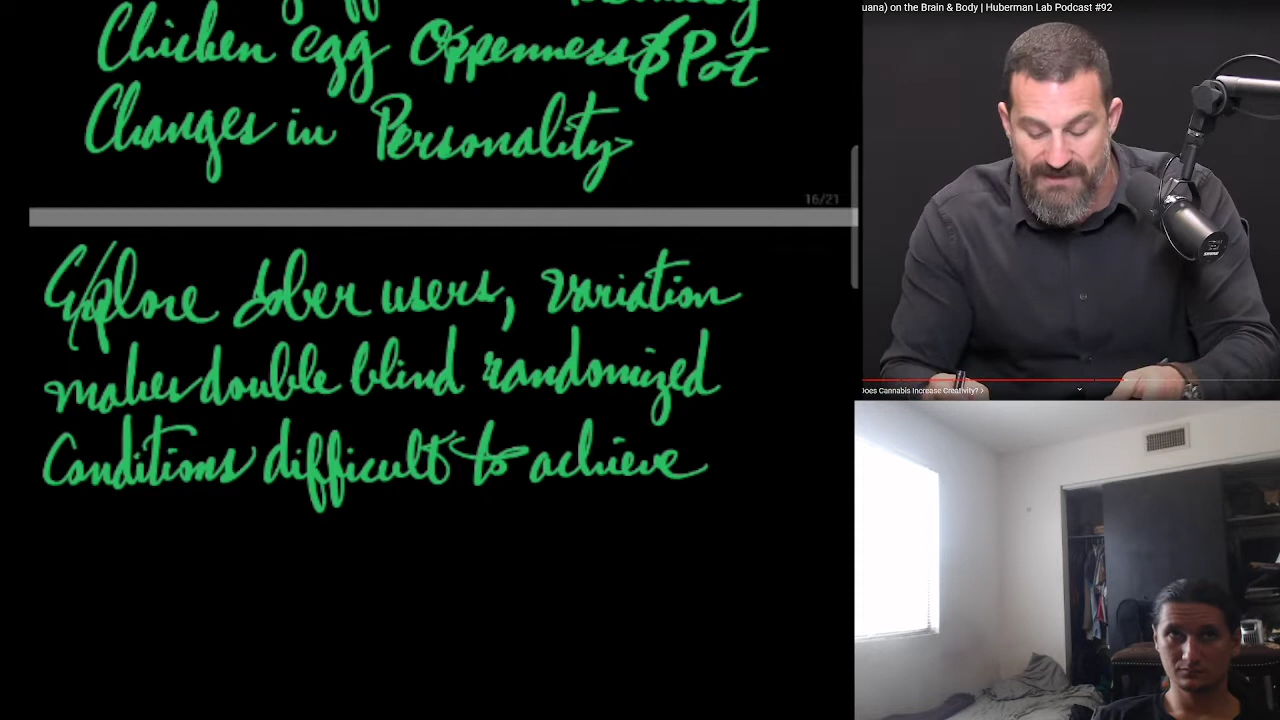 Chicken egg Oppenness & Pot
Changes in Personality
16/21
Explore sober users, variation
makes double blind randomized
Conditions difficult to achieve
uana) on the Brain & Body | Huberman Lab Podcast #92
Does Cannabis Increase Creativity? >